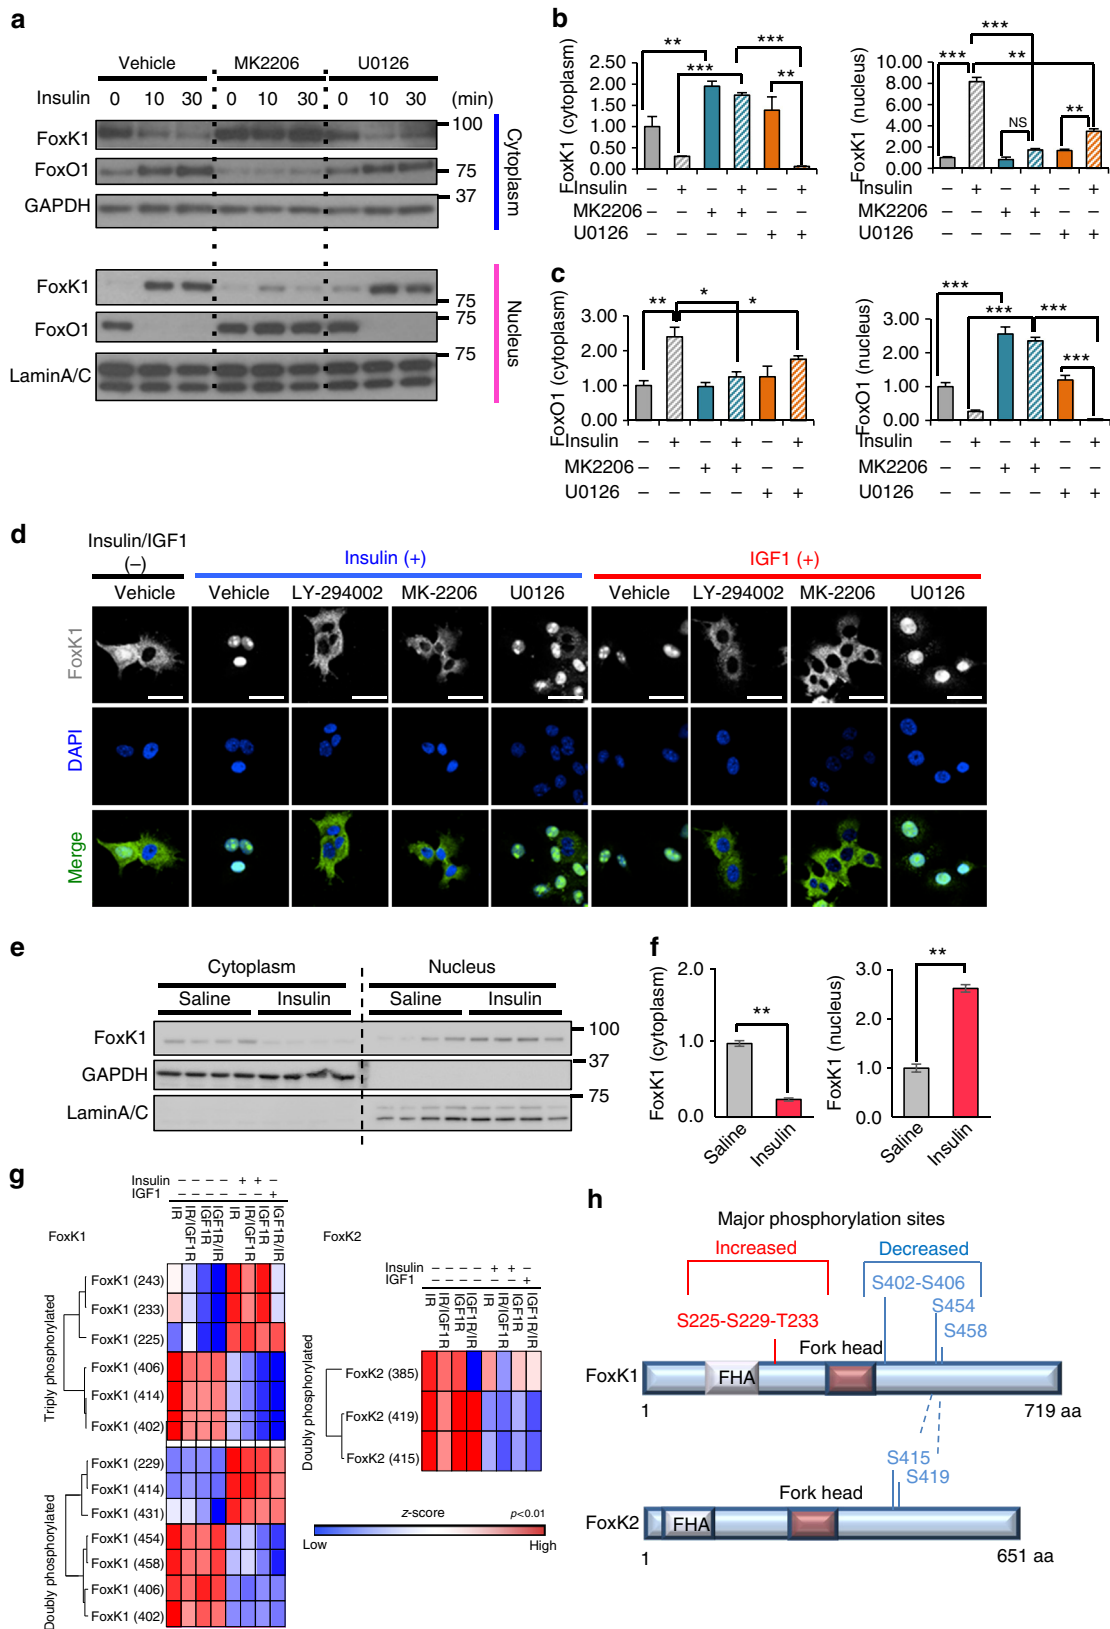 a
Vehicle MK2206 U0126
Insulin 0 10 30 0 10 30 0 10 30 (min)
FoxK1 100
FoxO1 75
GAPDH 37
Cytoplasm
FoxK1 75
FoxO1 75
LaminA/C 75
Nucleus
b
FoxK1 (cytoplasm)
2.50
2.00
1.50
1.00
0.50
0.00
** *** *** **
Insulin – + – + – +
MK2206 – – + + – –
U0126 – – – – + +
FoxK1 (nucleus)
10.00
8.00
6.00
4.00
2.00
0.00
*** *** ** NS **
Insulin – + – + – +
MK2206 – – + + – –
U0126 – – – – + +
c
FoxO1 (cytoplasm)
3.00
2.00
1.00
0.00
** * *
Insulin – + – + – +
MK2206 – – + + – –
U0126 – – – – + +
FoxO1 (nucleus)
3.00
2.00
1.00
0.00
*** *** *** ***
Insulin – + – + – +
MK2206 – – + + – –
U0126 – – – – + +
d
Insulin/IGF1
(–)
Insulin (+) IGF1 (+)
Vehicle Vehicle LY-294002 MK-2206 U0126 Vehicle LY-294002 MK-2206 U0126
FoxK1
DAPI
Merge
e
Cytoplasm Nucleus
Saline Insulin Saline Insulin
FoxK1 100
GAPDH 37
LaminA/C 75
f
FoxK1 (cytoplasm)
2.0
1.0
0.0
**
Saline Insulin
FoxK1 (nucleus)
3.0
2.0
1.0
0.0
**
Saline Insulin
g
Insulin – – – – + + – –
IGF1 – – – – – – – +
IR IR/IGF1R IGF1R IGF1R/IR IR IR/IGF1R IGF1R IGF1R/IR
FoxK1
Triply phosphorylated
FoxK1 (243)
FoxK1 (233)
FoxK1 (225)
FoxK1 (406)
FoxK1 (414)
FoxK1 (402)
Doubly phosphorylated
FoxK1 (229)
FoxK1 (414)
FoxK1 (431)
FoxK1 (454)
FoxK1 (458)
FoxK1 (406)
FoxK1 (402)
FoxK2
Insulin – – – – + + – –
IGF1 – – – – – – – +
IR IR/IGF1R IGF1R IGF1R/IR IR IR/IGF1R IGF1R IGF1R/IR
Doubly phosphorylated
FoxK2 (385)
FoxK2 (419)
FoxK2 (415)
z-score p<0.01
Low High
h
Major phosphorylation sites
Increased Decreased
S402-S406
S454
S225-S229-T233
S458
Fork head
FoxK1 FHA
1 719 aa
S415
S419
Fork head
FoxK2 FHA
1 651 aa